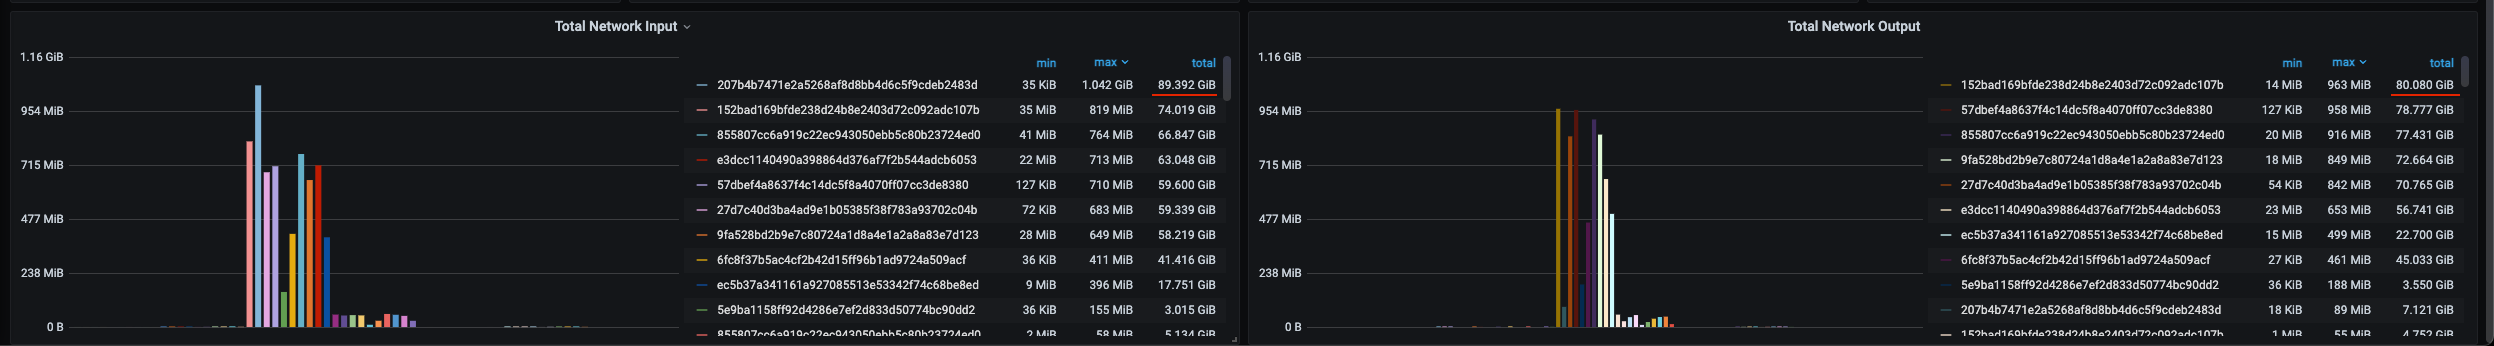 Total Network Input
1.16 GiB
954 MiB
715 MiB
477 MiB
238 MiB
0 B
min max total
207b4b7471e2a5268af8d8bb4d6c5f9cdeb2483d 35 KiB 1.042 GiB 89.392 GiB
152bad169bfde238d24b8e2403d72c092adc107b 35 MiB 819 MiB 74.019 GiB
855807cc6a919c22ec943050ebb5c80b23724ed0 41 MiB 764 MiB 66.847 GiB
e3dcc1140490a398864d376af7f2b544adcb6053 22 MiB 713 MiB 63.048 GiB
57dbef4a8637f4c14dc5f8a4070ff07cc3de8380 127 KiB 710 MiB 59.600 GiB
27d7c40d3ba4ad9e1b05385f38f783a93702c04b 72 KiB 683 MiB 59.339 GiB
9fa528bd2b9e7c80724a1d8a4e1a2a8a83e7d123 28 MiB 649 MiB 58.219 GiB
6fc8f37b5ac4cf2b42d15ff96b1ad9724a509acf 36 KiB 411 MiB 41.416 GiB
ec5b37a341161a927085513e53342f74c68be8ed 9 MiB 396 MiB 17.751 GiB
5e9ba1158ff92d4286e7ef2d833d50774bc90dd2 36 KiB 155 MiB 3.015 GiB
855807cc6a919c22ec943050ebb5c80b23724ed0 2 MiB 58 MiB 5.134 GiB
Total Network Output
1.16 GiB
954 MiB
715 MiB
477 MiB
238 MiB
0 B
min max total
152bad169bfde238d24b8e2403d72c092adc107b 14 MiB 963 MiB 80.080 GiB
57dbef4a8637f4c14dc5f8a4070ff07cc3de8380 127 KiB 958 MiB 78.777 GiB
855807cc6a919c22ec943050ebb5c80b23724ed0 20 MiB 916 MiB 77.431 GiB
9fa528bd2b9e7c80724a1d8a4e1a2a8a83e7d123 18 MiB 849 MiB 72.664 GiB
27d7c40d3ba4ad9e1b05385f38f783a93702c04b 54 KiB 842 MiB 70.765 GiB
e3dcc1140490a398864d376af7f2b544adcb6053 23 MiB 653 MiB 56.741 GiB
ec5b37a341161a927085513e53342f74c68be8ed 15 MiB 499 MiB 22.700 GiB
6fc8f37b5ac4cf2b42d15ff96b1ad9724a509acf 27 KiB 461 MiB 45.033 GiB
5e9ba1158ff92d4286e7ef2d833d50774bc90dd2 36 KiB 188 MiB 3.550 GiB
207b4b7471e2a5268af8d8bb4d6c5f9cdeb2483d 18 KiB 89 MiB 7.121 GiB
152bad169bfde238d24b8e2403d72c092adc107b 1 MiB 55 MiB 4.752 GiB